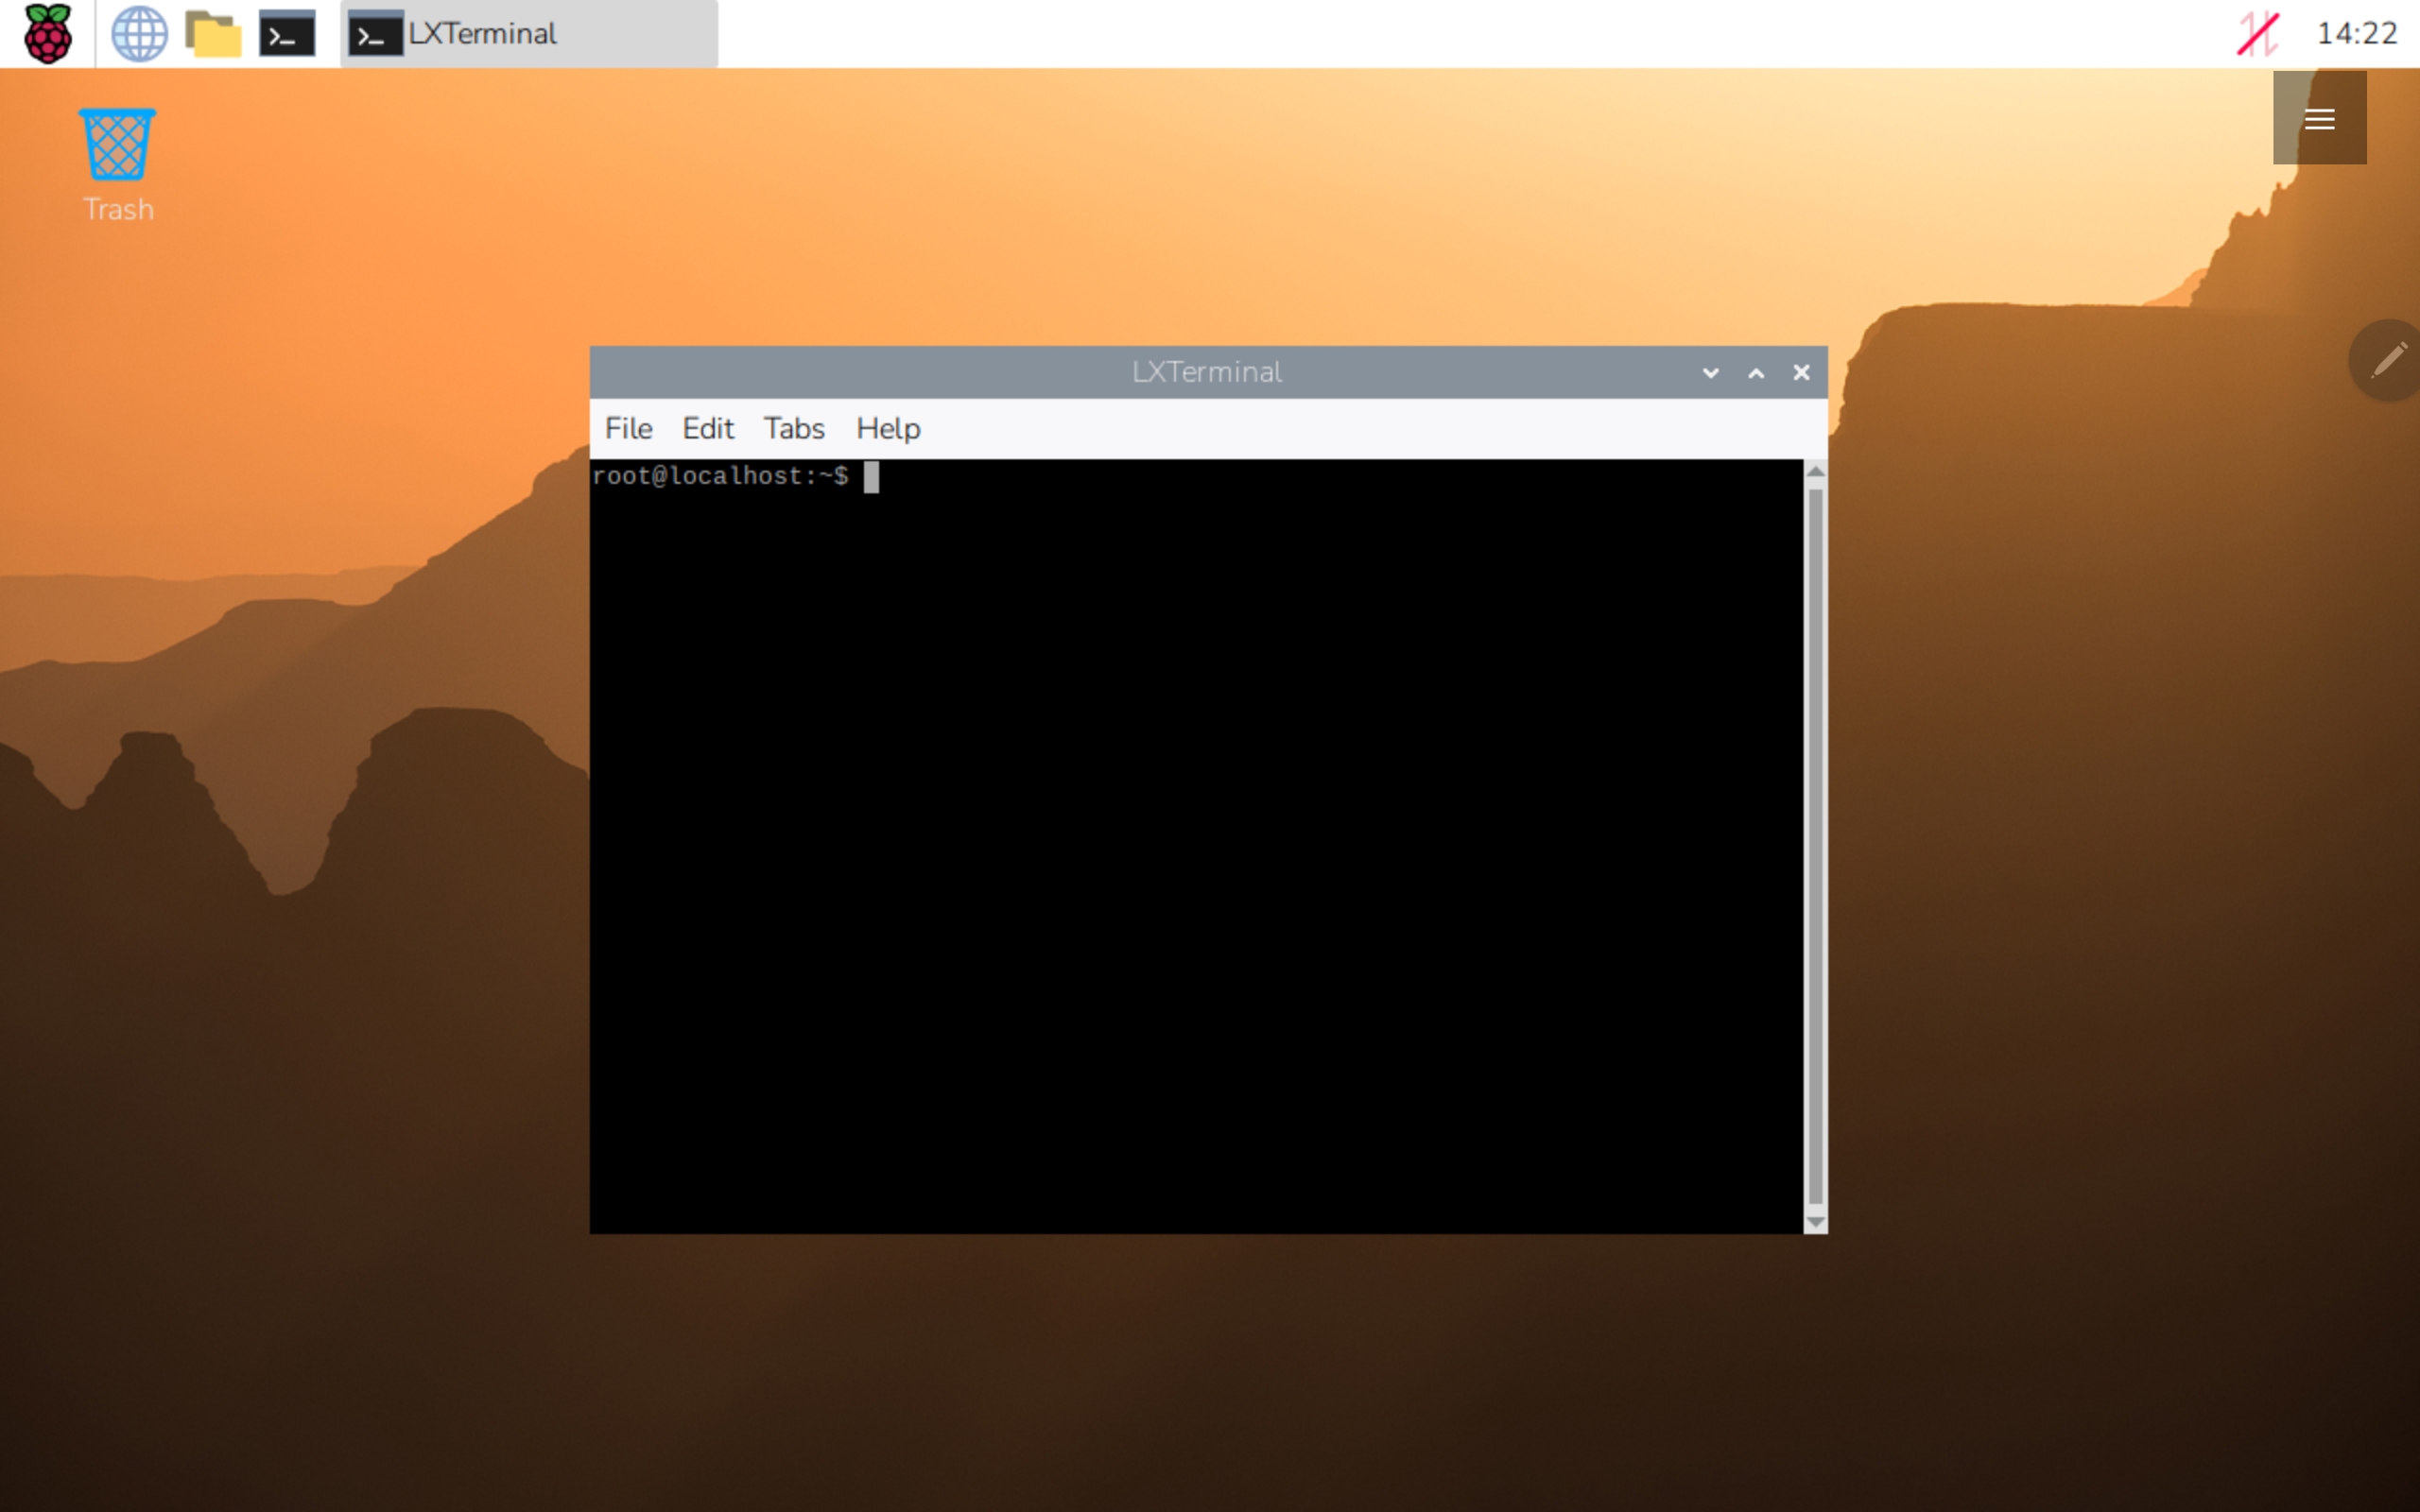 LXTerminal
14:22
Trash
LXTerminal
File Edit Tabs Help
root@localhost:~$